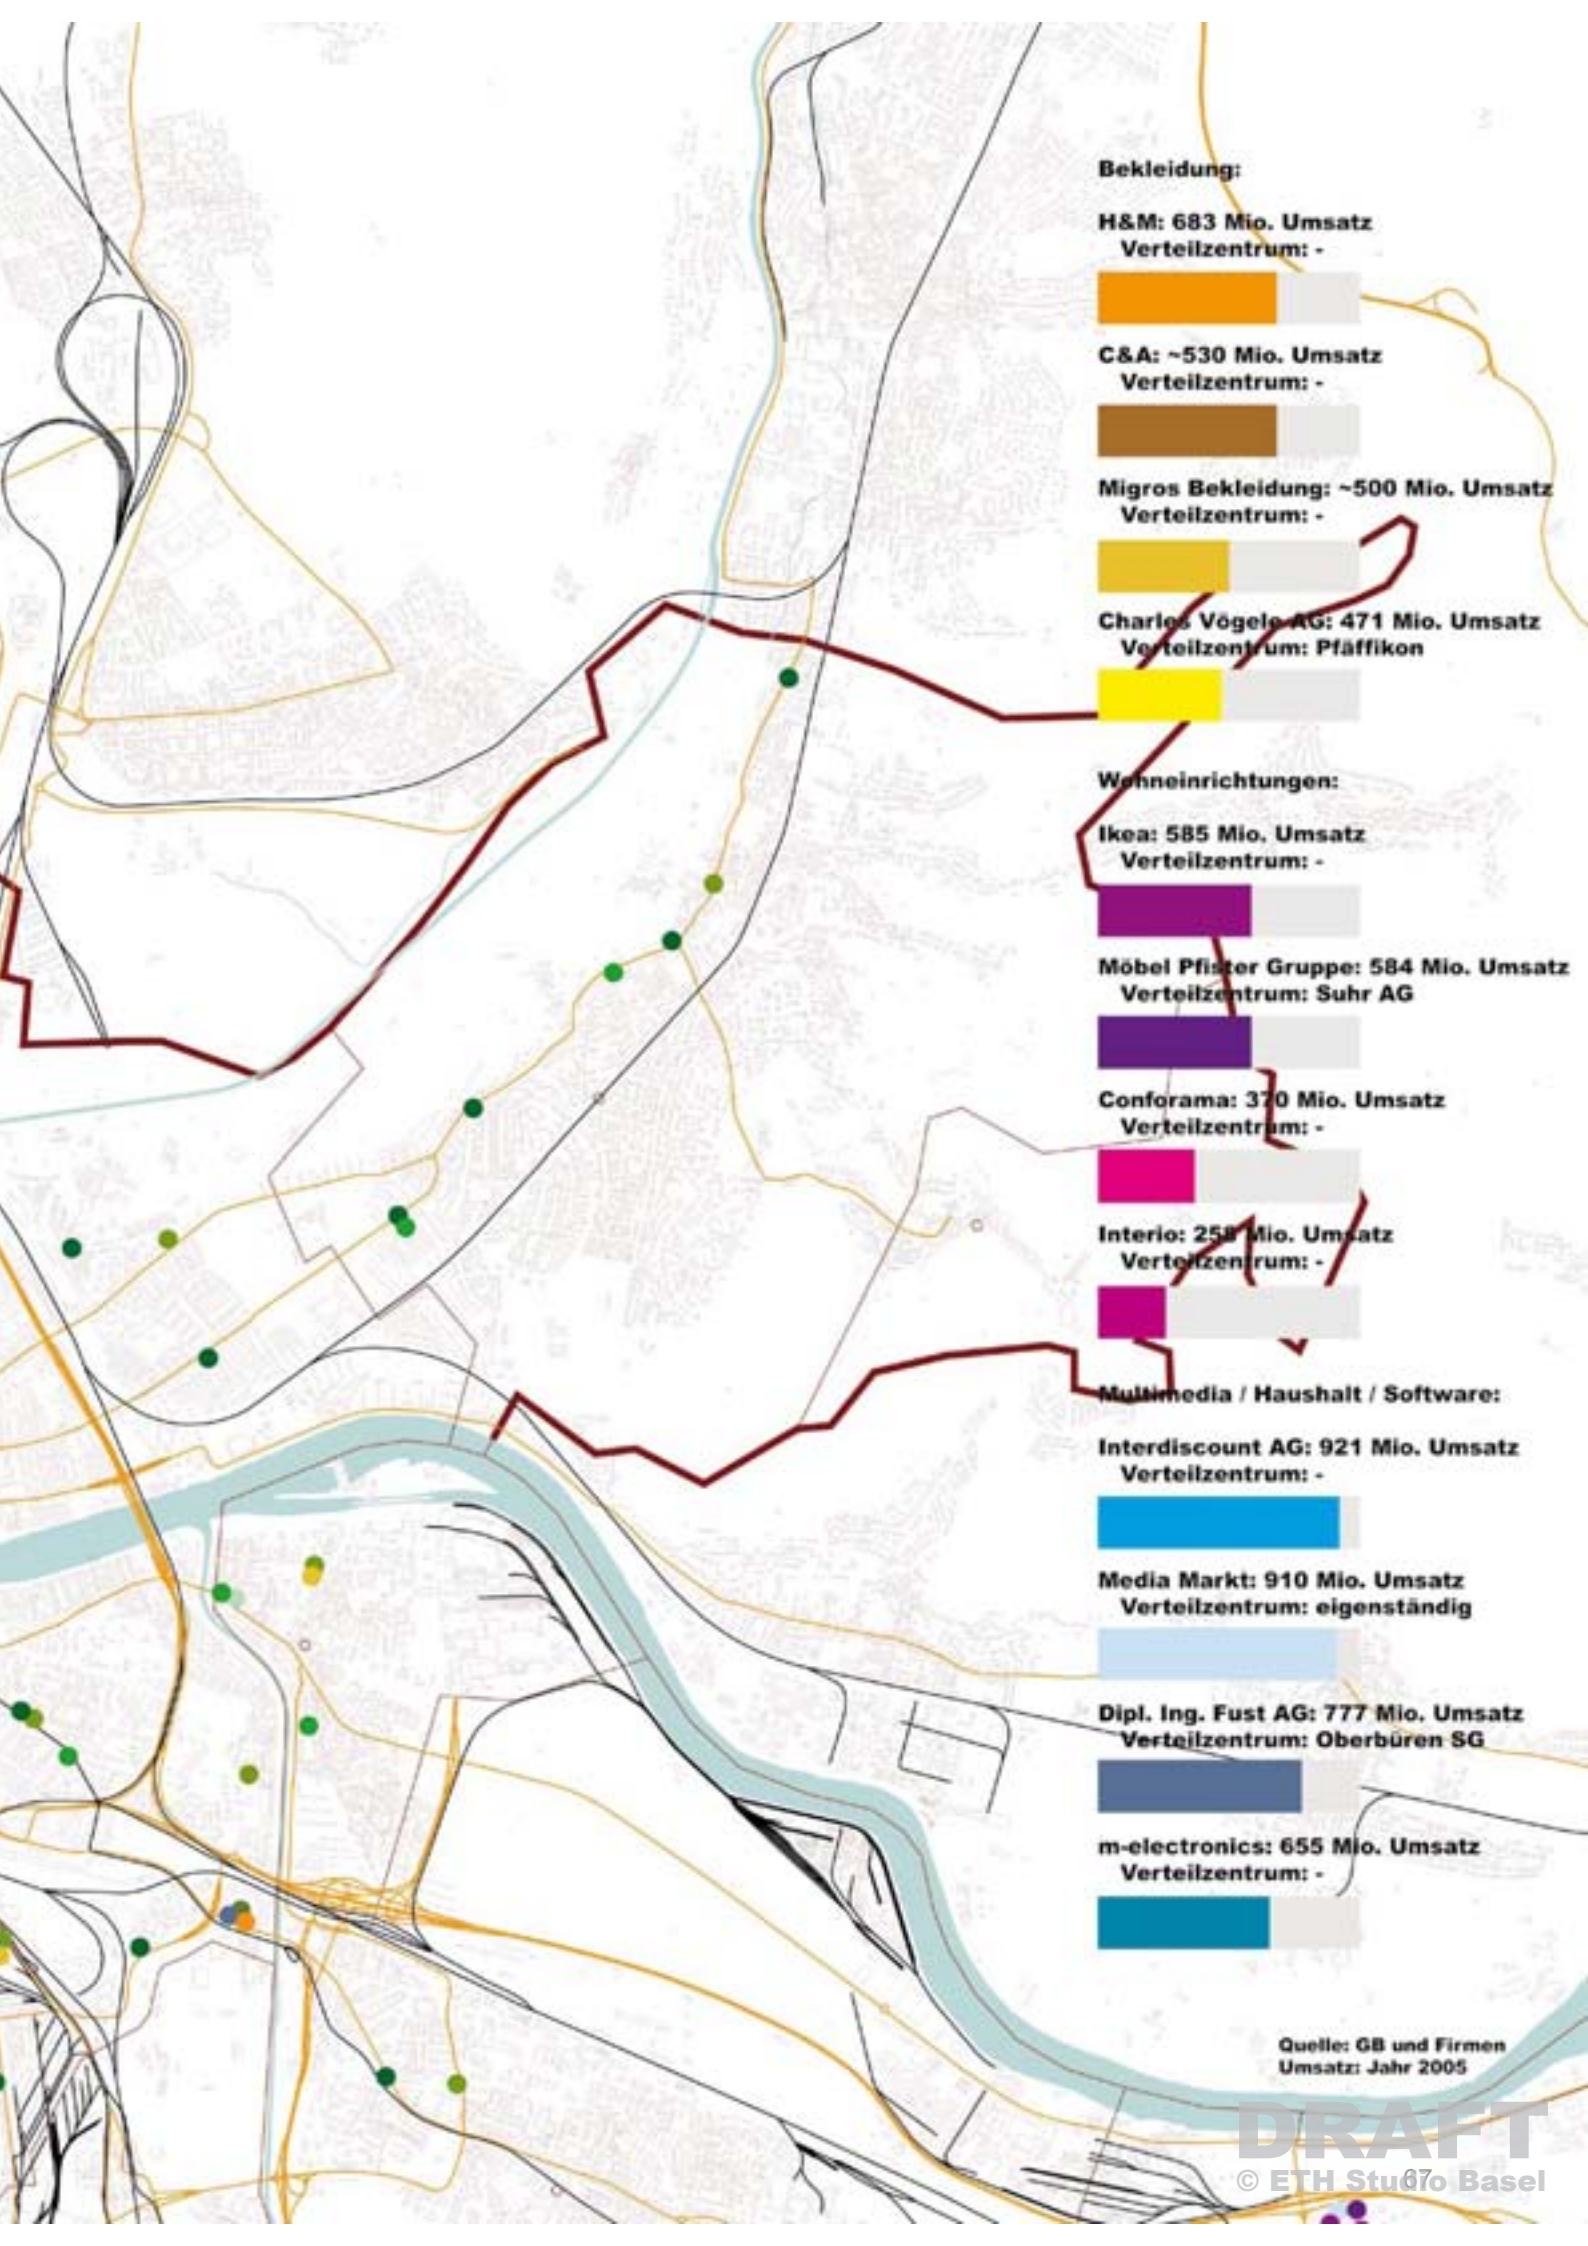 Bekleidung:
H&M: 683 Mio. Umsatz
Verteilzentrum: -
C&A: ~530 Mio. Umsatz
Verteilzentrum: -
Migros Bekleidung: ~500 Mio. Umsatz
Verteilzentrum: -
Charles Vögele AG: 471 Mio. Umsatz
Verteilzentrum: Pfäffikon
Wohneinrichtungen:
Ikea: 585 Mio. Umsatz
Verteilzentrum: -
Möbel Pfister Gruppe: 584 Mio. Umsatz
Verteilzentrum: Suhr AG
Conforama: 370 Mio. Umsatz
Verteilzentrum: -
Interio: 258 Mio. Umsatz
Verteilzentrum: -
Multimedia / Haushalt / Software:
Interdiscount AG: 921 Mio. Umsatz
Verteilzentrum: -
Media Markt: 910 Mio. Umsatz
Verteilzentrum: eigenständig
Dipl. Ing. Fust AG: 777 Mio. Umsatz
Verteilzentrum: Oberbüren SG
m-electronics: 655 Mio. Umsatz
Verteilzentrum: -
Quelle: GB und Firmen
Umsatz: Jahr 2005
DRAFT
© ETH Studio Basel
67